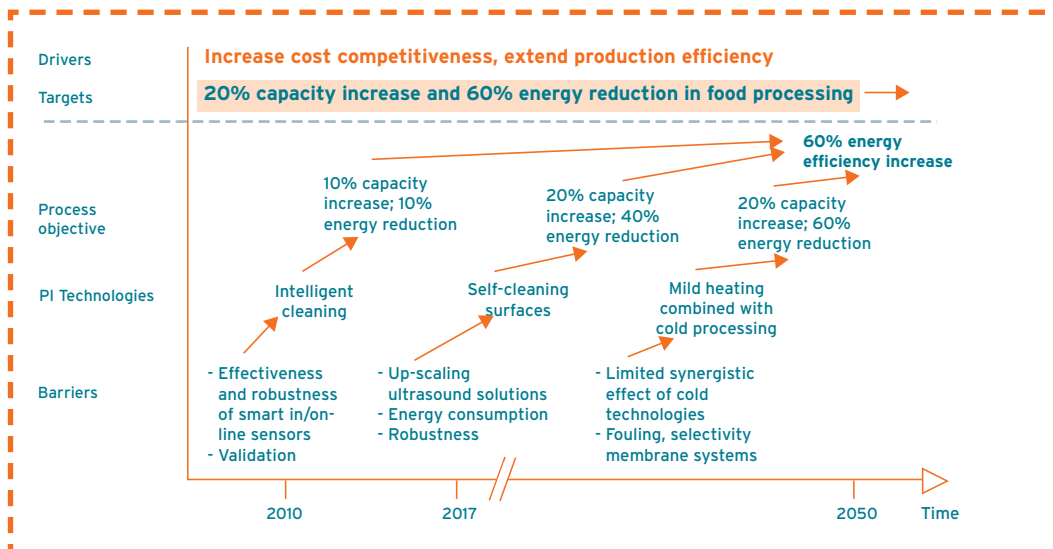 Drivers
Increase cost competitiveness, extend production efficiency
Targets
20% capacity increase and 60% energy reduction in food processing
60% energy
efficiency increase
Process
objective
10% capacity
increase; 10%
energy reduction
20% capacity
increase; 40%
energy reduction
20% capacity
increase; 60%
energy reduction
PI Technologies
Intelligent
cleaning
Self-cleaning
surfaces
Mild heating
combined with
cold processing
Barriers
- Effectiveness
and robustness
of smart in/on-
line sensors
- Validation
- Up-scaling
ultrasound solutions
- Energy consumption
- Robustness
- Limited synergistic
effect of cold
technologies
- Fouling, selectivity
membrane systems
2010
2017
2050
Time